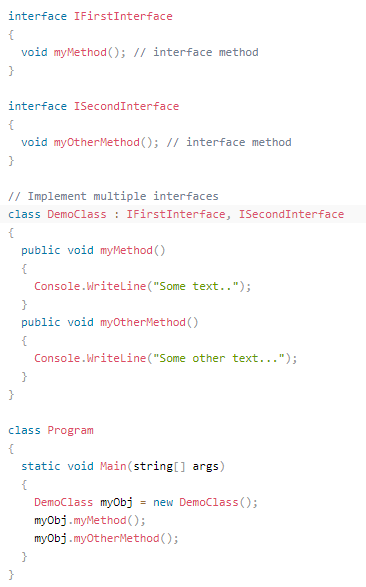 interface IFirstInterface
{
  void myMethod(); // interface method
}

interface ISecondInterface
{
  void myOtherMethod(); // interface method
}

// Implement multiple interfaces
class DemoClass : IFirstInterface, ISecondInterface
{
  public void myMethod()
  {
    Console.WriteLine("Some text..");
  }
  public void myOtherMethod()
  {
    Console.WriteLine("Some other text...");
  }
}

class Program
{
  static void Main(string[] args)
  {
    DemoClass myObj = new DemoClass();
    myObj.myMethod();
    myObj.myOtherMethod();
  }
}